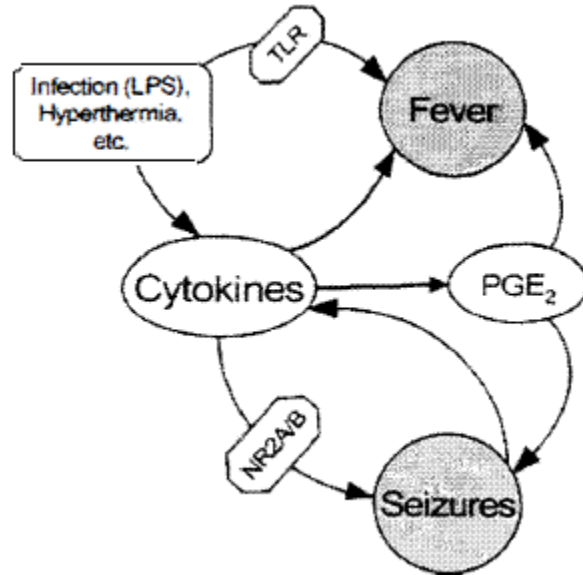 TLR
Infection (LPS),
Hyperthermia,
etc.
Fever
Cytokines
PGE₂
NR2A/B
Seizures